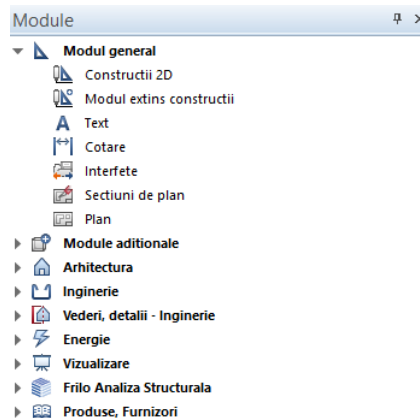 Module
Modul general
Constructii 2D
Modul extins constructii
Text
Cotare
Interfete
Sectiuni de plan
Plan
Module aditionale
Arhitectura
Inginerie
Vederi, detalii - Inginerie
Energie
Vizualizare
Frilo Analiza Structurala
Produse, Furnizori